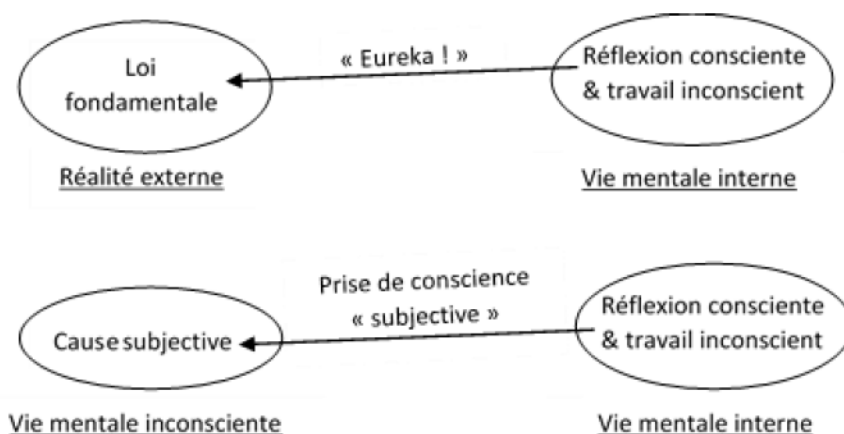 « Eureka ! »
Loi
fondamentale
Réflexion consciente
& travail inconscient
Réalité externe
Vie mentale interne
Prise de conscience
« subjective »
Cause subjective
Réflexion consciente
& travail inconscient
Vie mentale inconsciente
Vie mentale interne